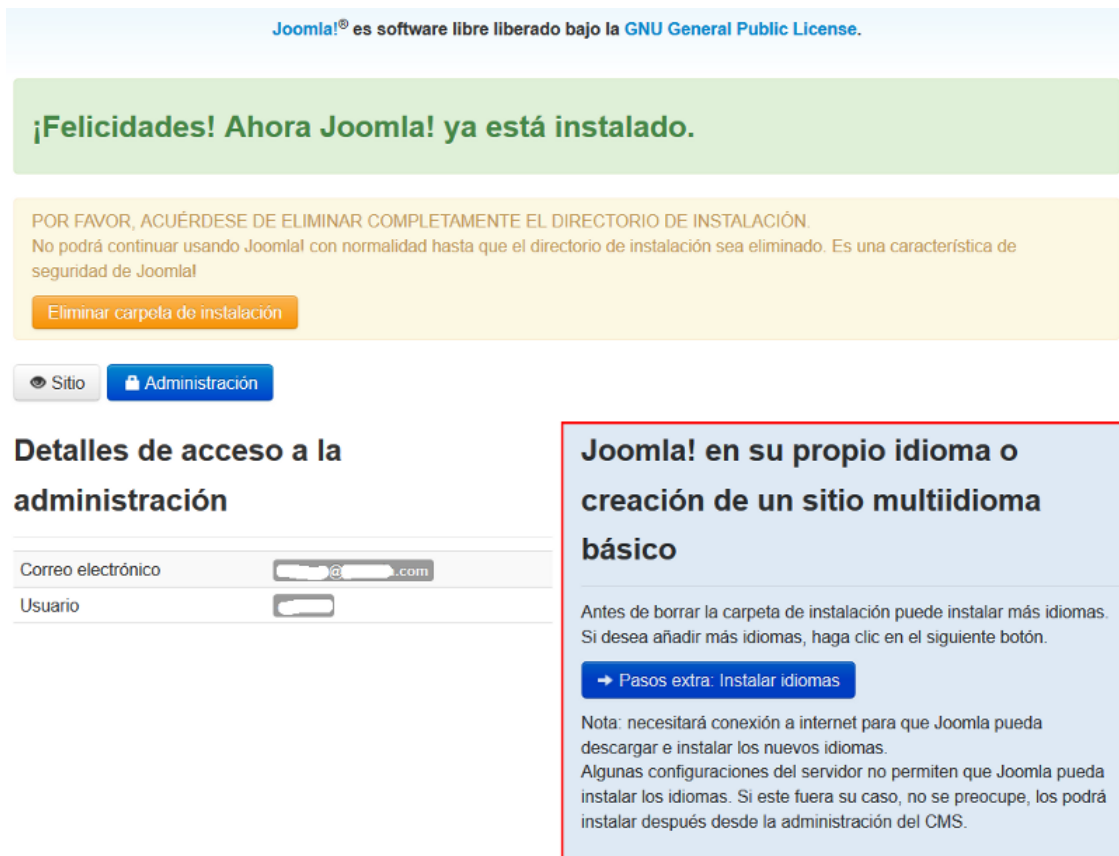 Joomla!® es software libre liberado bajo la GNU General Public License.
¡Felicidades! Ahora Joomla! ya está instalado.
POR FAVOR, ACUÉRDESE DE ELIMINAR COMPLETAMENTE EL DIRECTORIO DE INSTALACIÓN.
No podrá continuar usando Joomla! con normalidad hasta que el directorio de instalación sea eliminado. Es una característica de
seguridad de Joomla!
Eliminar carpeta de instalación
Sitio
Administración
Detalles de acceso a la
administración
Correo electrónico
@ .com
Usuario
Joomla! en su propio idioma o
creación de un sitio multiidioma
básico
Antes de borrar la carpeta de instalación puede instalar más idiomas.
Si desea añadir más idiomas, haga clic en el siguiente botón.
Pasos extra: Instalar idiomas
Nota: necesitará conexión a internet para que Joomla pueda
descargar e instalar los nuevos idiomas.
Algunas configuraciones del servidor no permiten que Joomla pueda
instalar los idiomas. Si este fuera su caso, no se preocupe, los podrá
instalar después desde la administración del CMS.